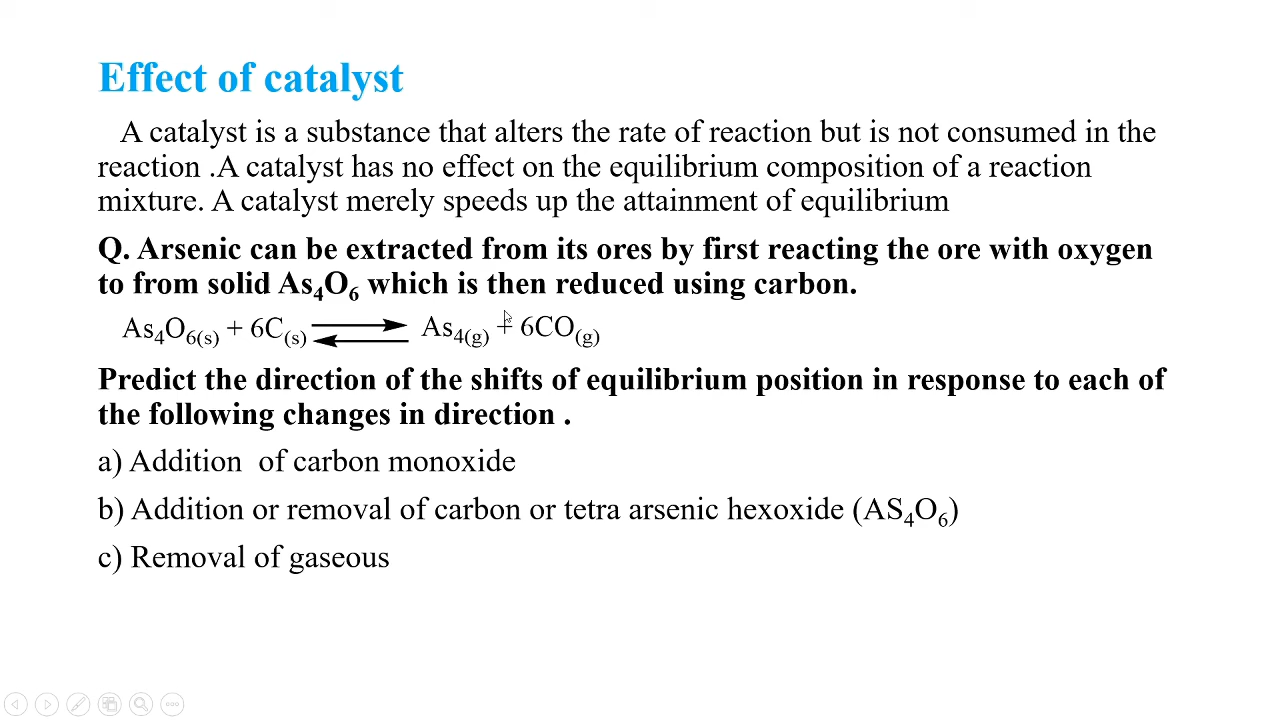 Effect of catalyst
A catalyst is a substance that alters the rate of reaction but is not consumed in the
reaction .A catalyst has no effect on the equilibrium composition of a reaction
mixture. A catalyst merely speeds up the attainment of equilibrium
Q. Arsenic can be extracted from its ores by first reacting the ore with oxygen
to from solid As₄O₆ which is then reduced using carbon.
As₄O₆₍ₛ₎ + 6C₍ₛ₎ ⇌ As₄₍g₎ + 6CO₍g₎
Predict the direction of the shifts of equilibrium position in response to each of
the following changes in direction .
a) Addition  of carbon monoxide
b) Addition or removal of carbon or tetra arsenic hexoxide (AS₄O₆)
c) Removal of gaseous